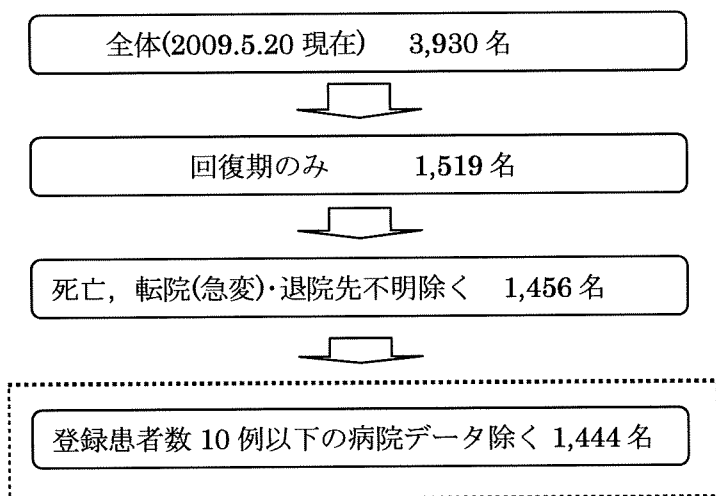 全体(2009.5.20 現在) 3,930 名
回復期のみ 1,519 名
死亡，転院(急変)・退院先不明除く 1,456 名
登録患者数 10 例以下の病院データ除く 1,444 名